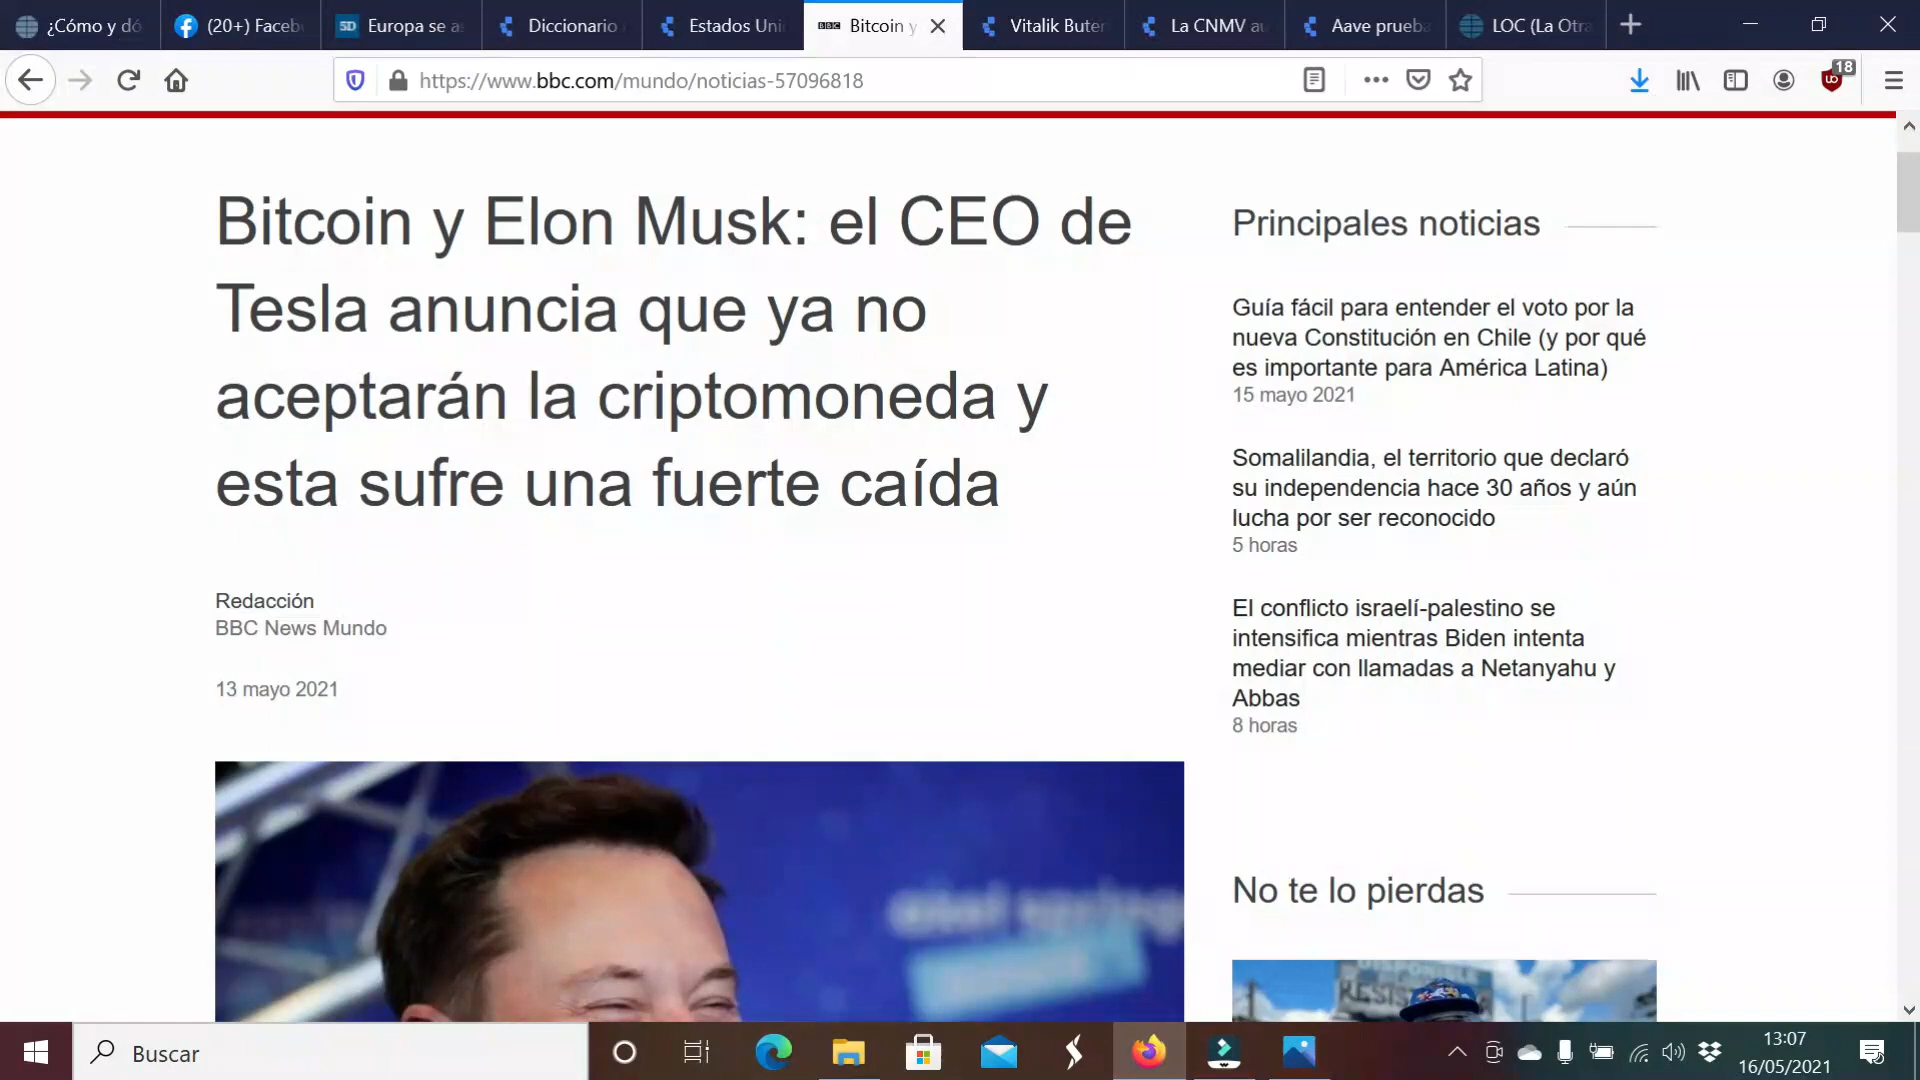 ¿Cómo y dó
(20+) Faceb
5D Europa se a
Diccionario
Estados Uni
BBC Bitcoin y
Vitalik Buter
La CNMV au
Aave prueba
LOC (La Otra
https://www.bbc.com/mundo/noticias-57096818
18
Bitcoin y Elon Musk: el CEO de
Tesla anuncia que ya no
aceptarán la criptomoneda y
esta sufre una fuerte caída
Redacción
BBC News Mundo
13 mayo 2021
Principales noticias
Guía fácil para entender el voto por la
nueva Constitución en Chile (y por qué
es importante para América Latina)
15 mayo 2021
Somalilandia, el territorio que declaró
su independencia hace 30 años y aún
lucha por ser reconocido
5 horas
El conflicto israelí-palestino se
intensifica mientras Biden intenta
mediar con llamadas a Netanyahu y
Abbas
8 horas
No te lo pierdas
Buscar
13:07
16/05/2021